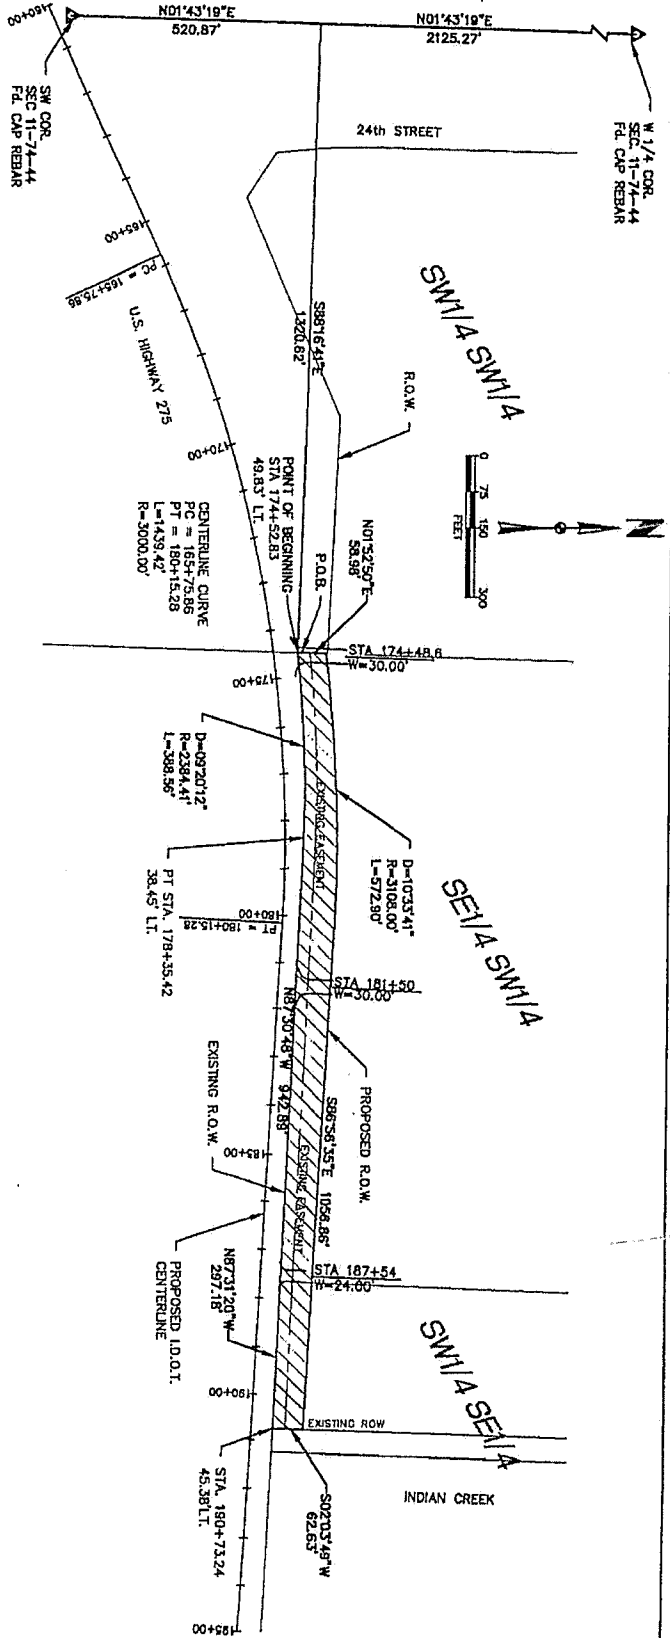 N01°43'19"E
520.87'
N01°43'19"E
2125.27'
160+00
SW COR.
SEC 11-74-44
Fd. CAP REBAR
W 1/4 COR.
SEC. 11-74-44
Fd. CAP REBAR
24th STREET
165+00
PC = 165+75.86
U.S. HIGHWAY 275
SW1/4 SW1/4
S88°16'41"E
1320.62'
R.O.W.
170+00
0 75 150 300
FEET
N
CENTERLINE CURVE
PC = 165+75.86
PT = 180+15.28
L=1439.42'
R=3000.00'
POINT OF BEGINNING
STA 174+52.83
49.83' LT.
P.O.B.
N01°52'50"E
58.98'
STA 174+48.6
W=30.00'
175+00
D=09°20'12"
R=2384.41'
L=388.56'
EXISTING EASEMENT
D=10°33'41"
R=3108.00'
L=572.90'
PT STA. 178+35.42
38.45' LT.
180+00
PT = 180+15.28
SE1/4 SW1/4
STA 181+50
W=30.00'
N87°30'48"W 942.89'
EXISTING R.O.W.
PROPOSED R.O.W.
S86°58'35"E 1056.86'
185+00
EXISTING EASEMENT
PROPOSED I.D.O.T.
CENTERLINE
N87°31'20"W
297.18'
STA 187+54
W=24.00'
SW1/4 SE1/4
190+00
EXISTING ROW
STA. 190+73.24
45.38'LT.
S02°03'49"W
62.63'
INDIAN CREEK
195+00